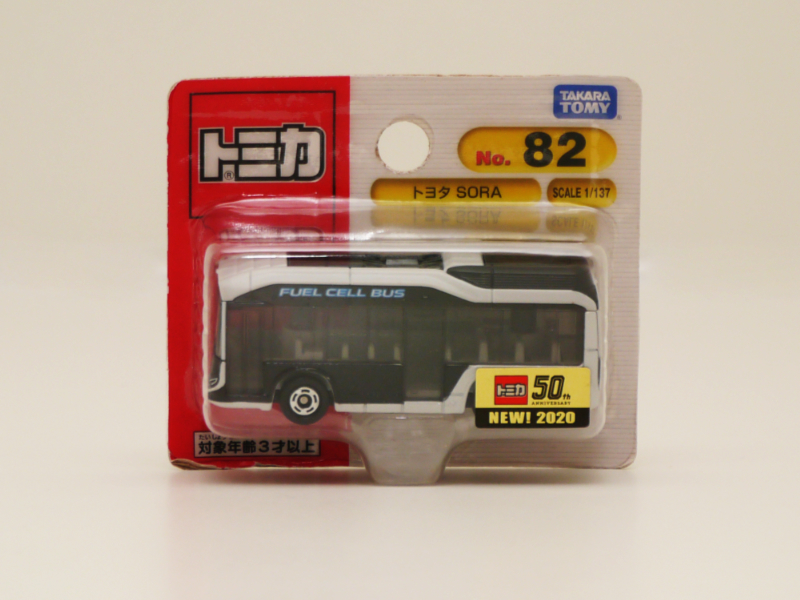 TAKARA TOMY
トミカ®
No. 82
トヨタ SORA
SCALE 1/137
FUEL CELL BUS
トミカ 50th
ANNIVERSARY
NEW! 2020
対象年齢3才以上